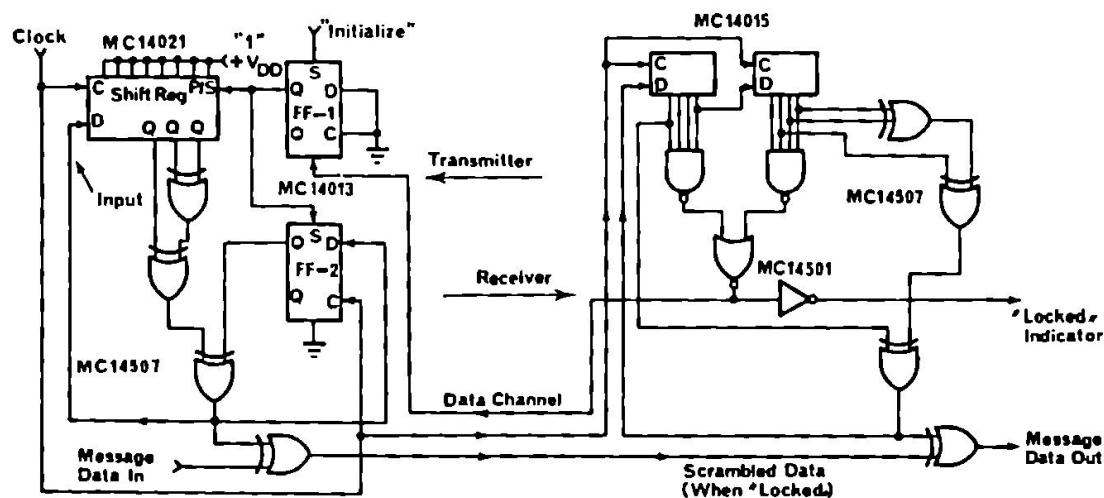 Clock
MC14021
"1"
+ VDD
"Initialize"
MC14015
C
P/S
Shift Reg
D
Q Q Q
S
Q
D
FF-1
Q
C
C
D
C
D
Input
MC14013
Transmitter
MC14507
S
Q
D
FF-2
Q
C
Receiver
MC14501
"Locked"
Indicator
MC14507
Data Channel
Message
Data In
Scrambled Data
(When "Locked")
Message
Data Out